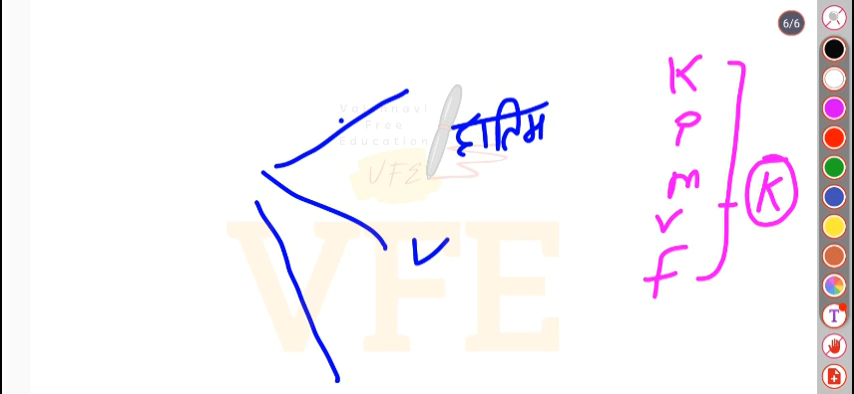 6/6
Vaishnavi
Free
Education
VFE
VFE
हातिम
V
K
P
m
V
F
K
T